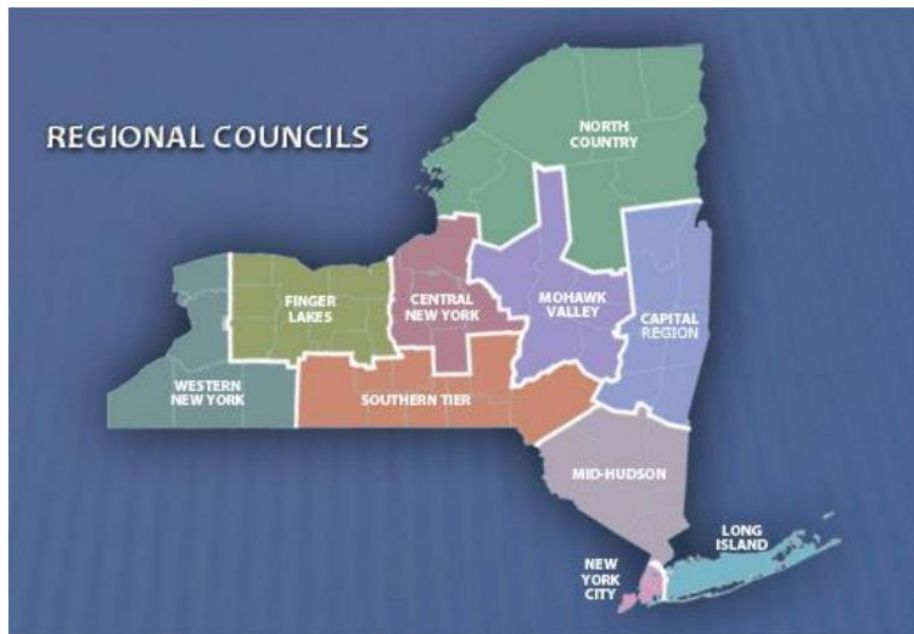 REGIONAL COUNCILS
NORTH
COUNTRY
FINGER
LAKES
CENTRAL
NEW YORK
MOHAWK
VALLEY
CAPITAL
REGION
WESTERN
NEW YORK
SOUTHERN TIER
MID-HUDSON
LONG
ISLAND
NEW
YORK
CITY